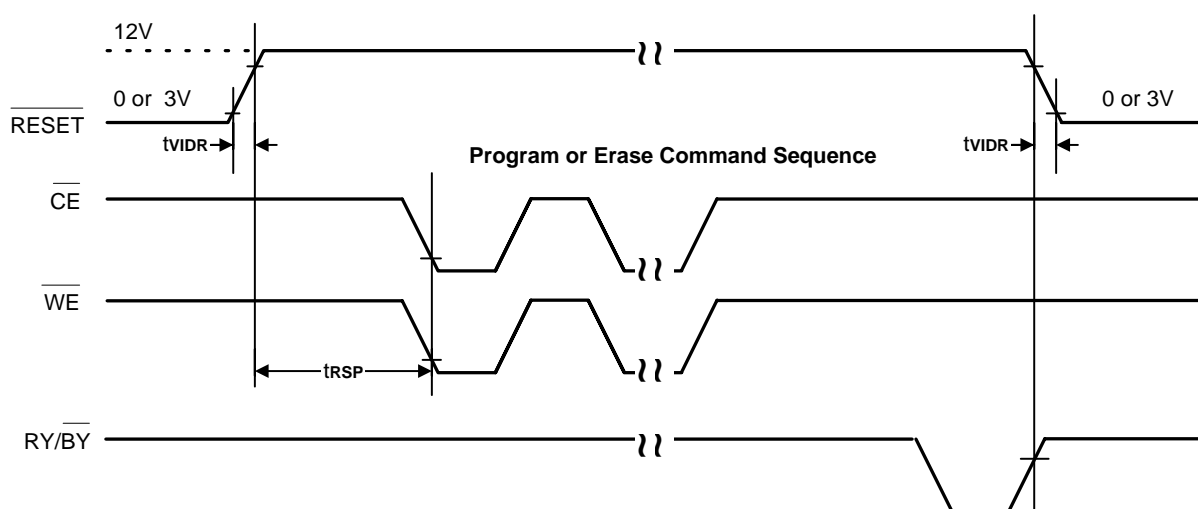 12V
0 or 3V
0 or 3V
RESET
tVIDR
tVIDR
Program or Erase Command Sequence
CE
WE
tRSP
RY/BY